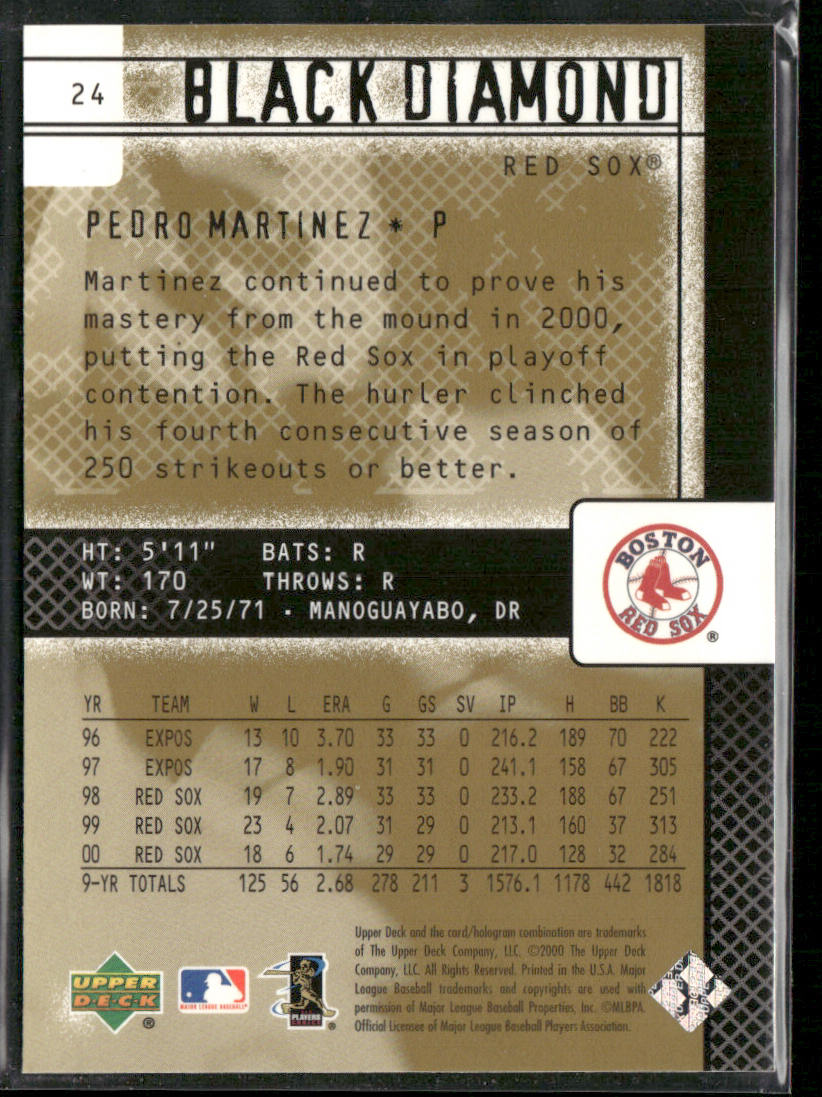 24
BLACK DIAMOND
RED SOX®
PEDRO MARTINEZ * P
Martinez continued to prove his
mastery from the mound in 2000,
putting the Red Sox in playoff
contention. The hurler clinched
his fourth consecutive season of
250 strikeouts or better.
HT: 5'11" BATS: R
WT: 170 THROWS: R
BORN: 7/25/71 · MANOGUAYABO, DR
BOSTON
RED SOX
®
YR TEAM W L ERA G GS SV IP H BB K
96 EXPOS 13 10 3.70 33 33 0 216.2 189 70 222
97 EXPOS 17 8 1.90 31 31 0 241.1 158 67 305
98 RED SOX 19 7 2.89 33 33 0 233.2 188 67 251
99 RED SOX 23 4 2.07 31 29 0 213.1 160 37 313
00 RED SOX 18 6 1.74 29 29 0 217.0 128 32 284
9-YR TOTALS 125 56 2.68 278 211 3 1576.1 1178 442 1818
Upper Deck and the card/hologram combination are trademarks
of The Upper Deck Company, LLC. ©2000 The Upper Deck
Company, LLC. All Rights Reserved. Printed in the U.S.A. Major
League Baseball trademarks and copyrights are used with
permission of Major League Baseball Properties, Inc. ©MLBPA
Official Licensee of Major League Baseball Players Association.
UPPER
DECK
®
MAJOR LEAGUE BASEBALL
PLAYERS
CHOICE
®